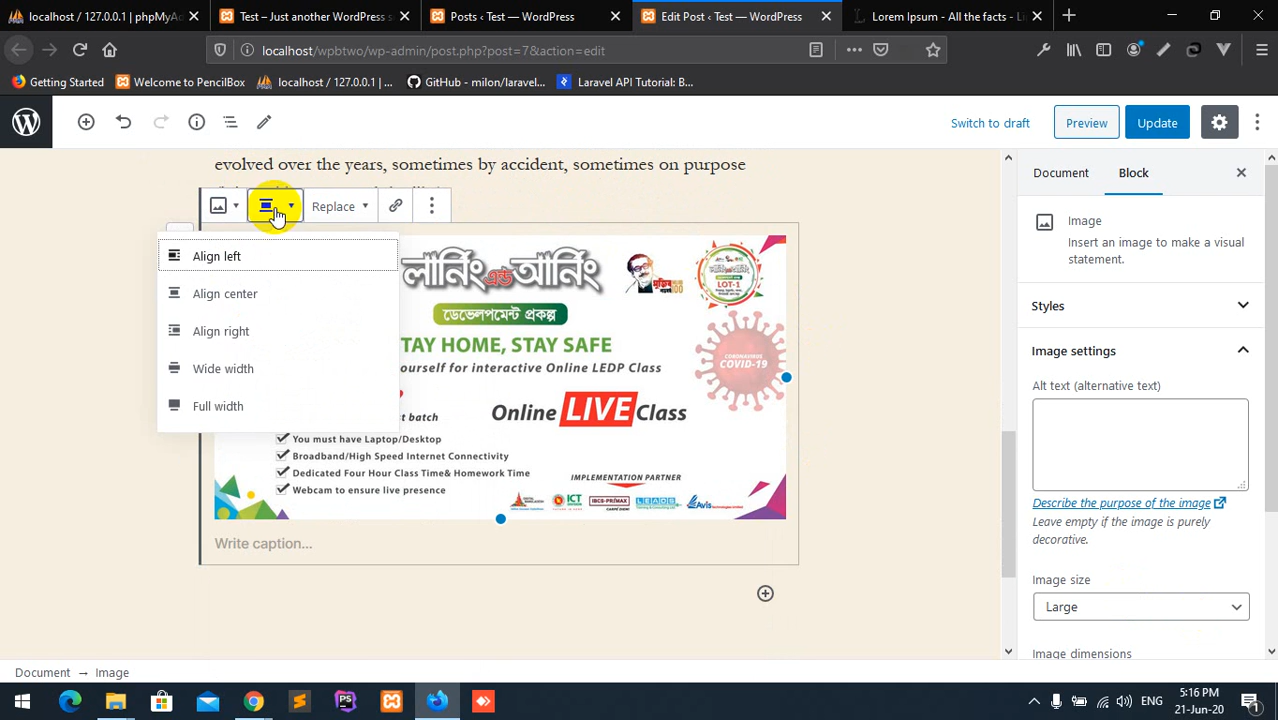 localhost / 127.0.0.1 | phpMyAd
Test – Just another WordPress s
Posts ‹ Test — WordPress
Edit Post ‹ Test — WordPress
Lorem Ipsum - All the facts - Li
localhost/wpbtwo/wp-admin/post.php?post=7&action=edit
Getting Started
Welcome to PencilBox
localhost / 127.0.0.1 | ...
GitHub - milon/laravel...
Laravel API Tutorial: B...
Switch to draft
Preview
Update
evolved over the years, sometimes by accident, sometimes on purpose
Replace
Align left
Align center
Align right
Wide width
Full width
লার্নিং এন্ড আর্নিং
LOT-1
100
ডেভেলপমেন্ট প্রকল্প
TAY HOME, STAY SAFE
ourself for interactive Online LEDP Class
CORONAVIRUS
COVID-19
st batch
Online LIVE Class
You must have Laptop/Desktop
Broadband/High Speed Internet Connectivity
Dedicated Four Hour Class Time& Homework Time
Webcam to ensure live presence
IMPLEMENTATION PARTNER
ICT
IBCS-PRIMAX
LEADS
Avis
Write caption...
Document
Block
Image
Insert an image to make a visual
statement.
Styles
Image settings
Alt text (alternative text)
Describe the purpose of the image
Leave empty if the image is purely
decorative.
Image size
Large
Image dimensions
Document → Image
ENG
5:16 PM
21-Jun-20